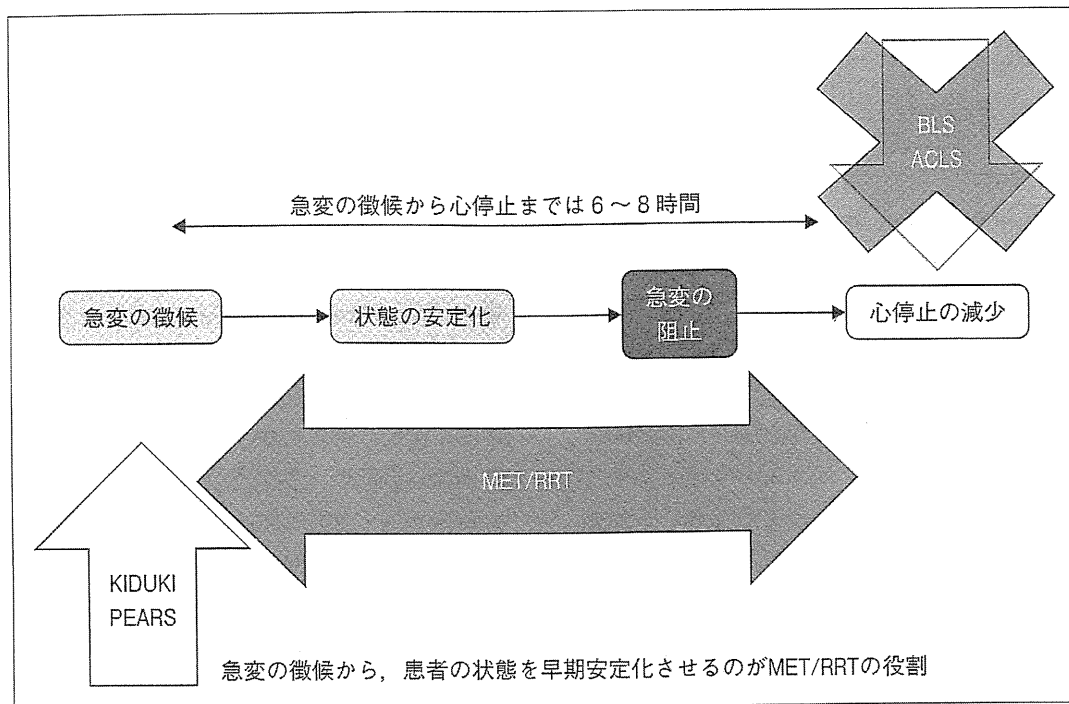 BLS
ACLS
急変の徴候から心停止までは6～8時間
急変の徴候
状態の安定化
急変の
阻止
心停止の減少
MET/RRT
KIDUKI
PEARS
急変の徴候から，患者の状態を早期安定化させるのがMET/RRTの役割